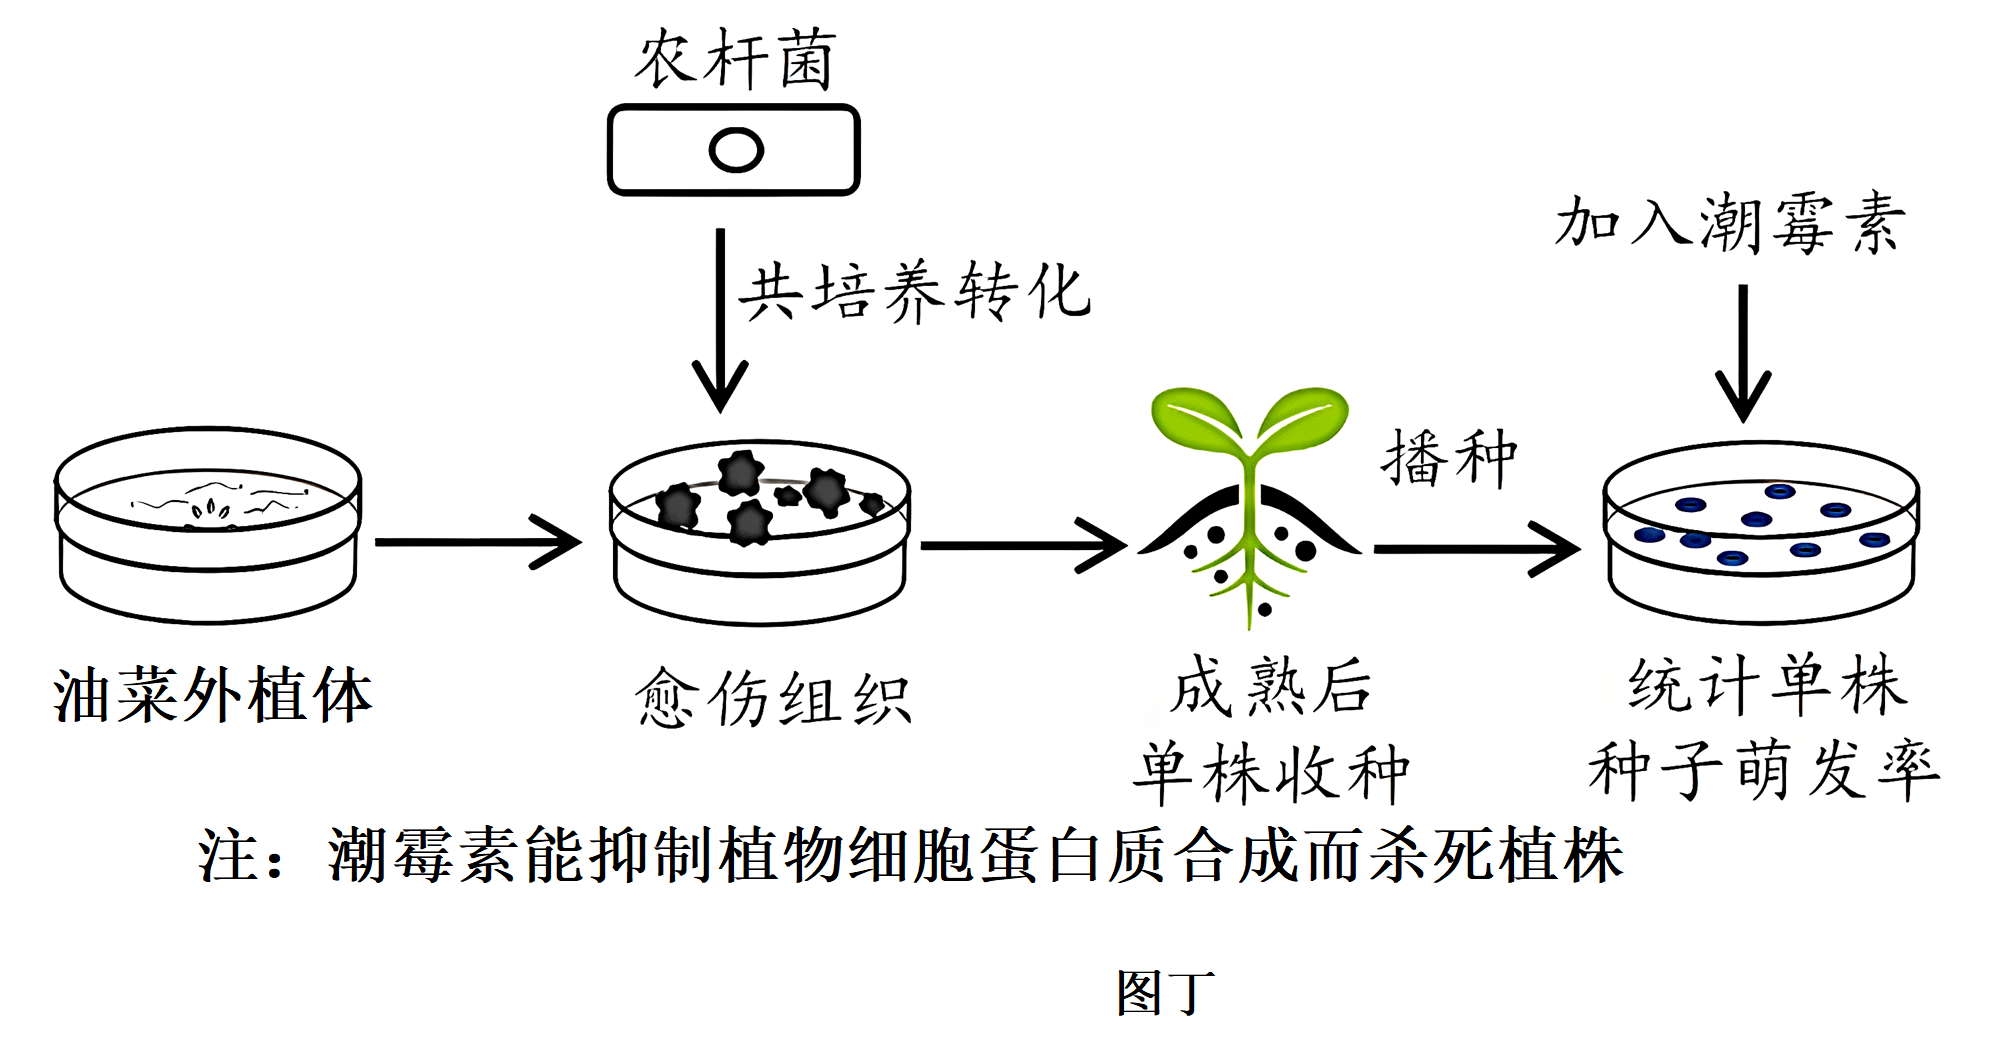 农杆菌
共培养转化
加入潮霉素
播种
油菜外植体
愈伤组织
成熟后
单株收种
统计单株
种子萌发率
注：潮霉素能抑制植物细胞蛋白质合成而杀死植株
图丁